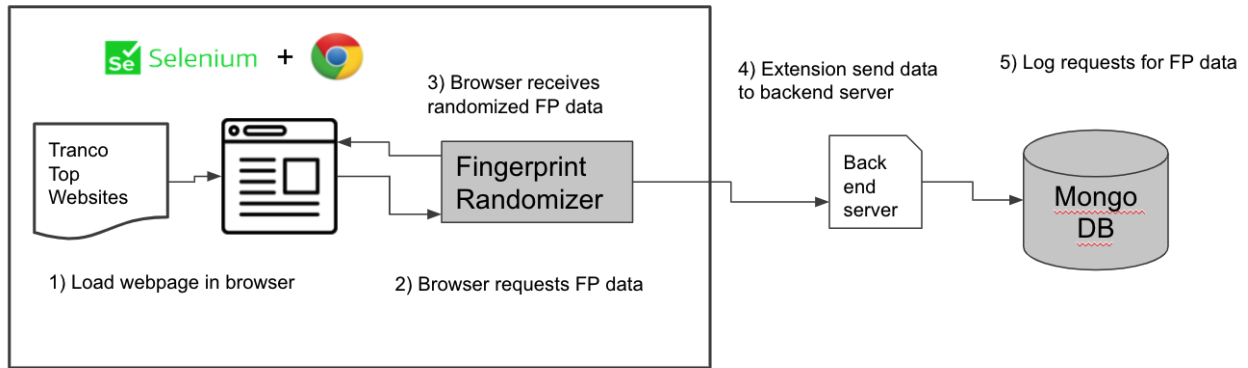 Se Selenium +
3) Browser receives
randomized FP data
4) Extension send data
to backend server
5) Log requests for FP data
Tranco
Top
Websites
Fingerprint
Randomizer
Back
end
server
Mongo
DB
1) Load webpage in browser
2) Browser requests FP data